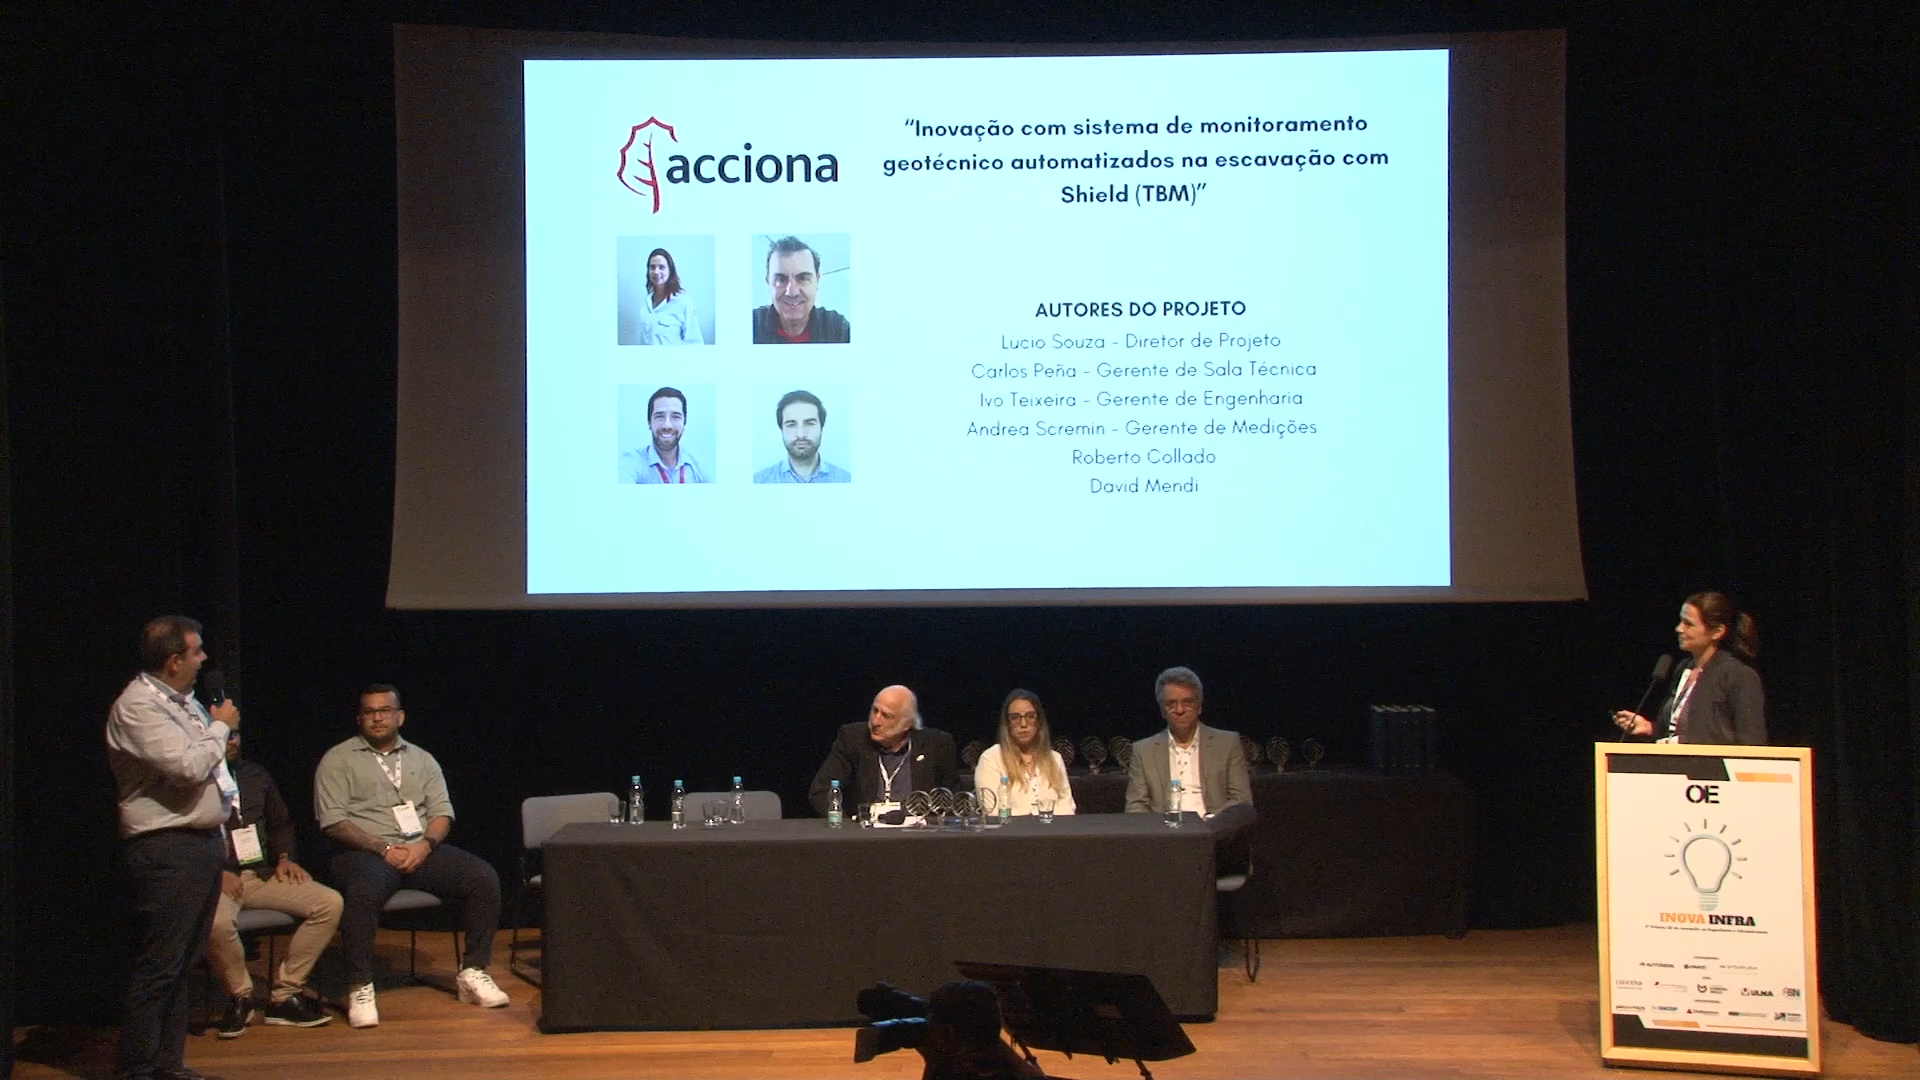 acciona
“Inovação com sistema de monitoramento
geotécnico automatizados na escavação com
Shield (TBM)”
AUTORES DO PROJETO
Lucio Souza - Diretor de Projeto
Carlos Peña - Gerente de Sala Técnica
Ivo Teixeira - Gerente de Engenharia
Andrea Scremin - Gerente de Medições
Roberto Collado
David Mendi
OE
INOVA INFRA
ULMA